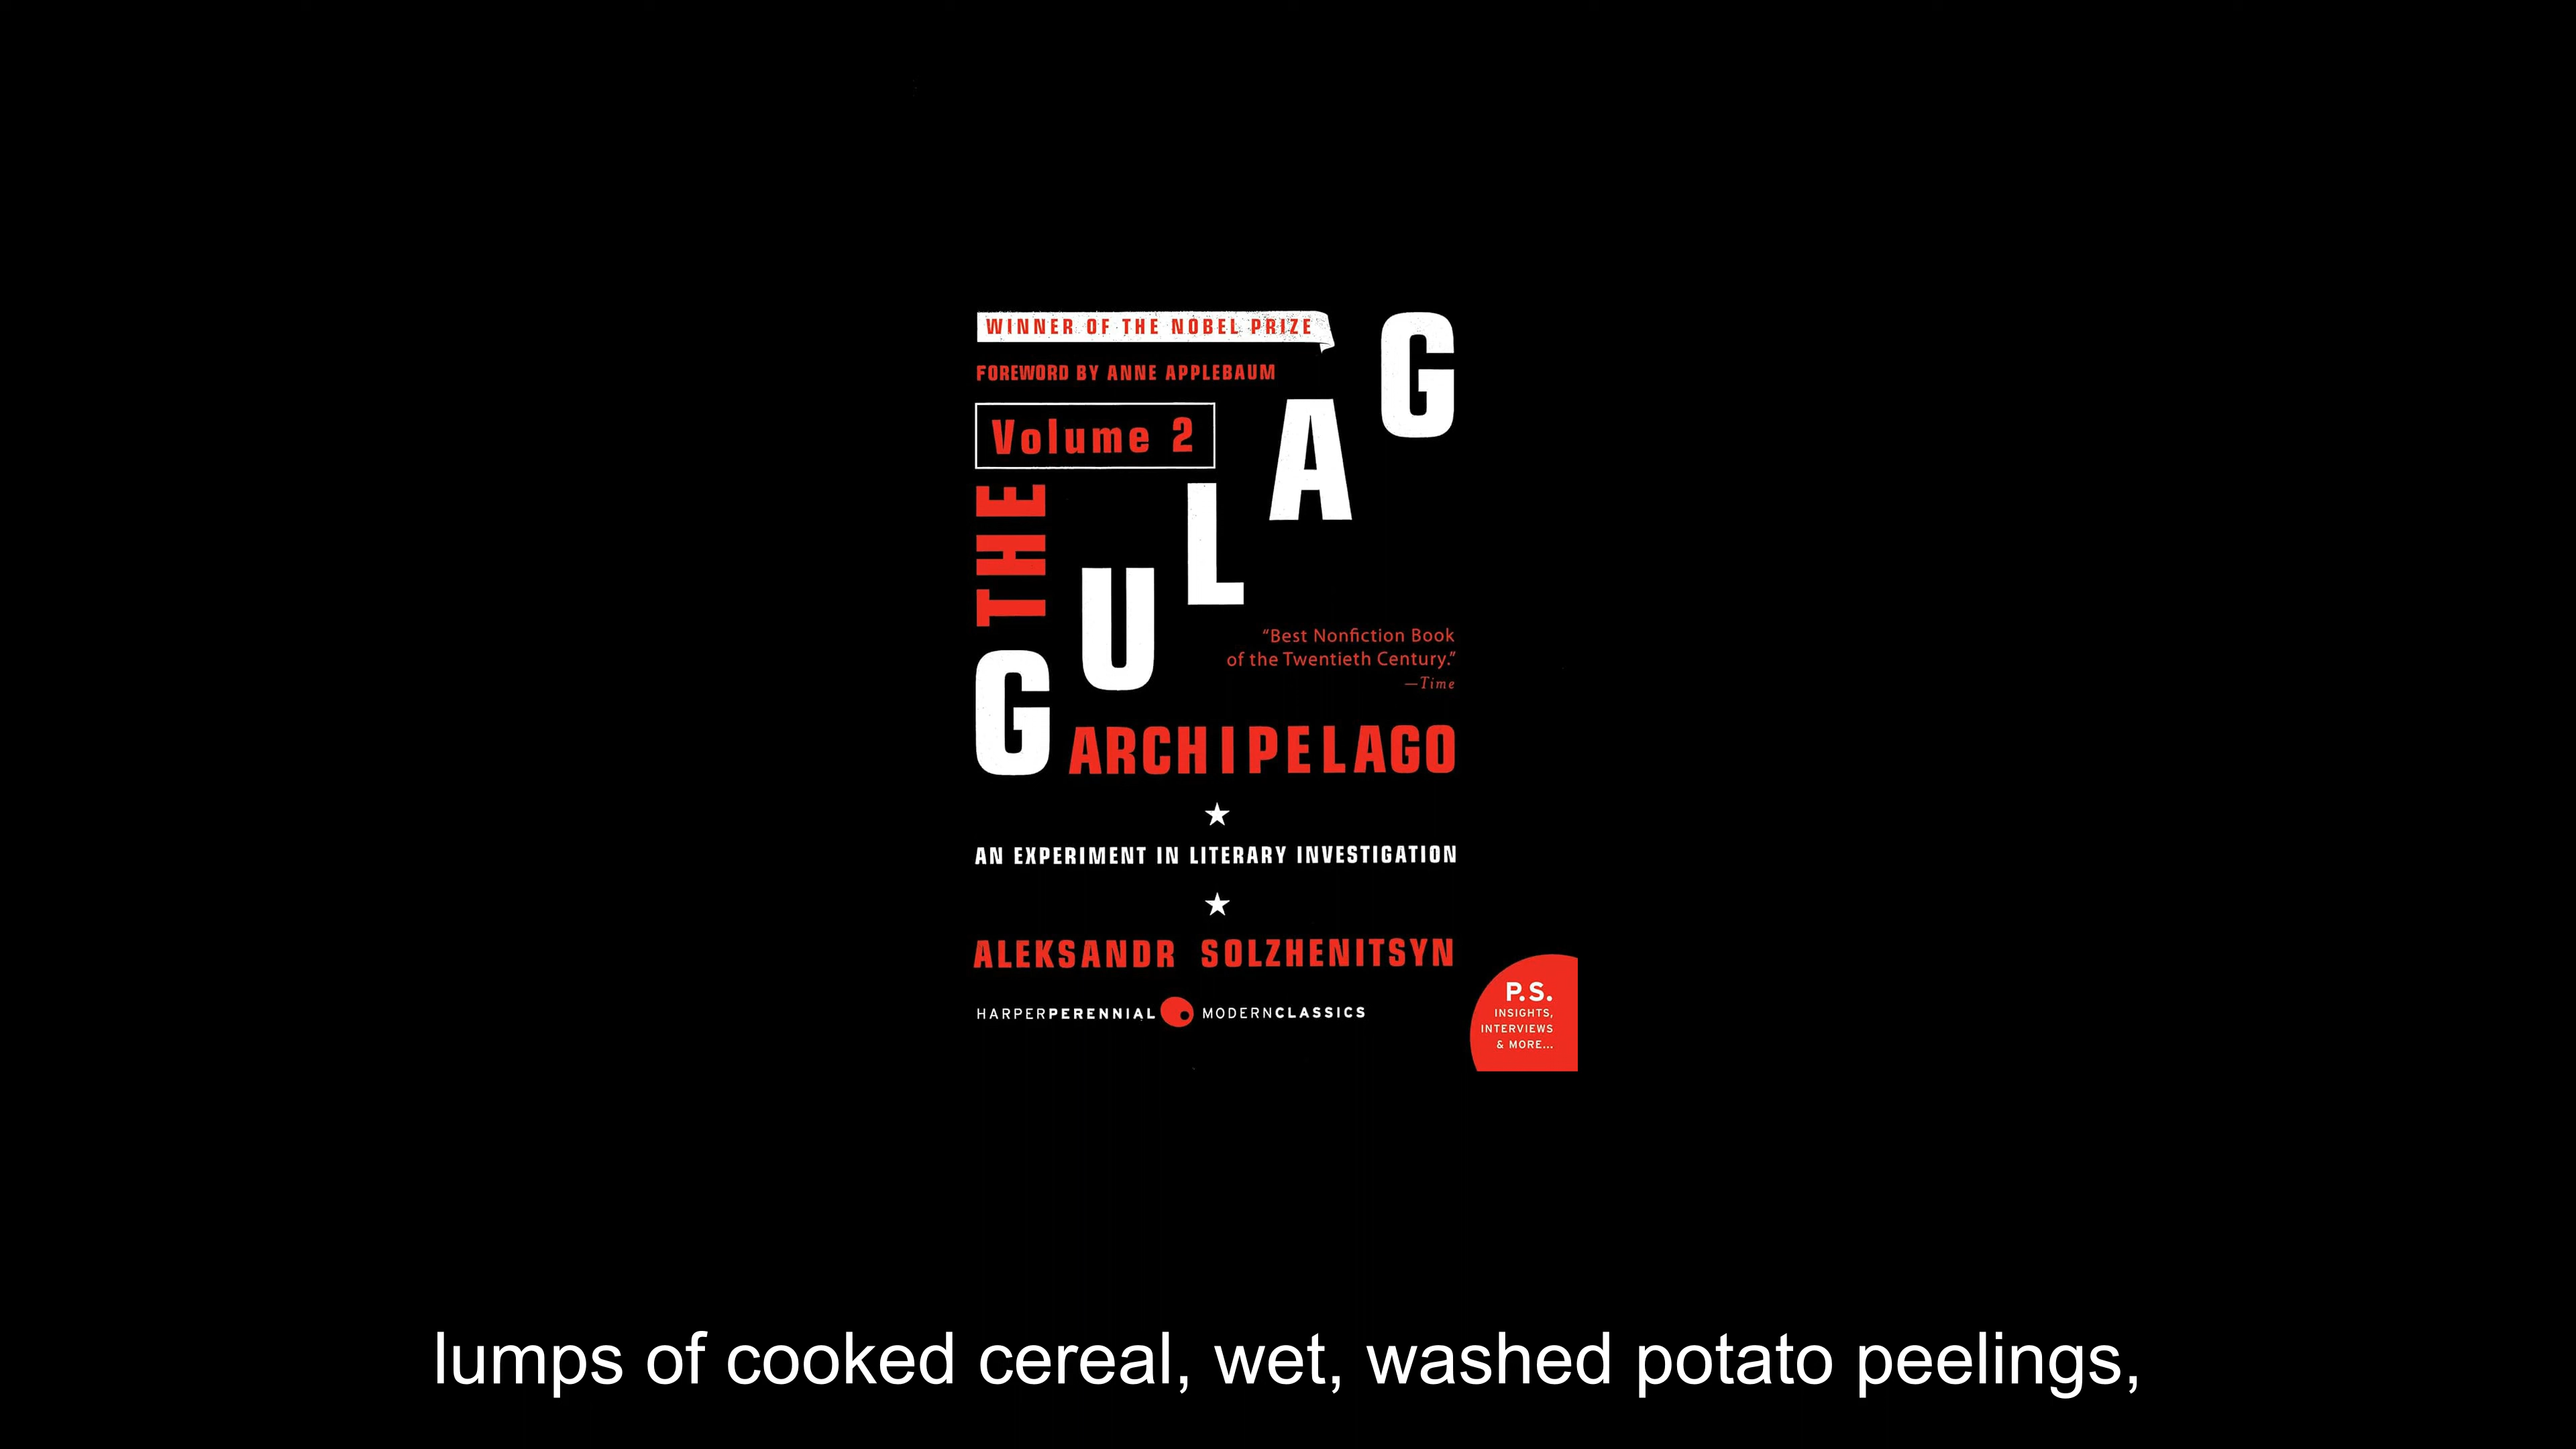 WINNER OF THE NOBEL PRIZE
FOREWORD BY ANNE APPLEBAUM
Volume 2
THE
GULAG
ARCHIPELAGO
“Best Nonfiction Book
of the Twentieth Century.”
—Time
AN EXPERIMENT IN LITERARY INVESTIGATION
ALEKSANDR SOLZHENITSYN
HARPERPERENNIAL MODERNCLASSICS
P.S.
INSIGHTS,
INTERVIEWS
& MORE...
lumps of cooked cereal, wet, washed potato peelings,